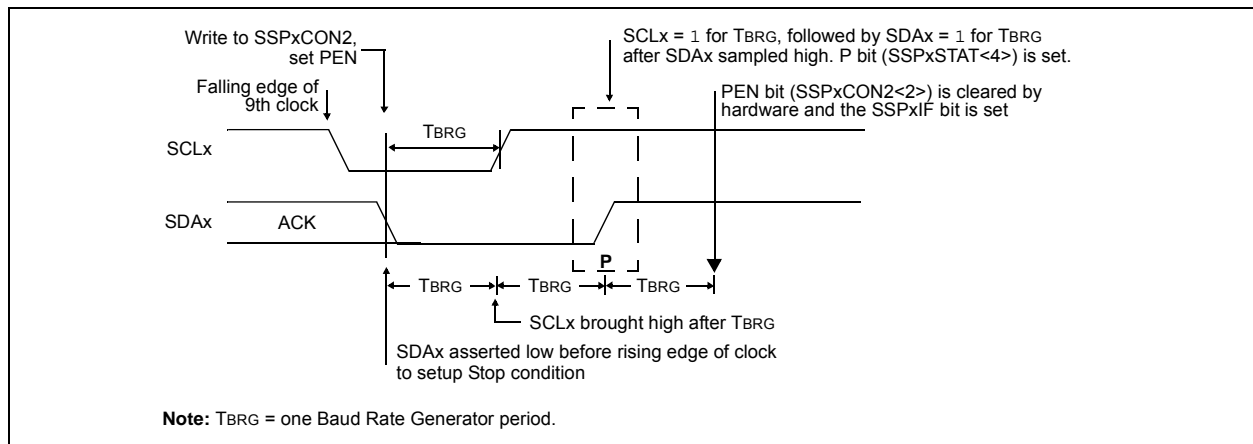 Write to SSPxCON2,
set PEN
SCLx = 1 for TBRG, followed by SDAx = 1 for TBRG
after SDAx sampled high. P bit (SSPxSTAT<4>) is set.
Falling edge of
9th clock
PEN bit (SSPxCON2<2>) is cleared by
hardware and the SSPxIF bit is set
TBRG
SCLx
SDAx
ACK
P
TBRG
TBRG
TBRG
SCLx brought high after TBRG
SDAx asserted low before rising edge of clock
to setup Stop condition
Note: TBRG = one Baud Rate Generator period.